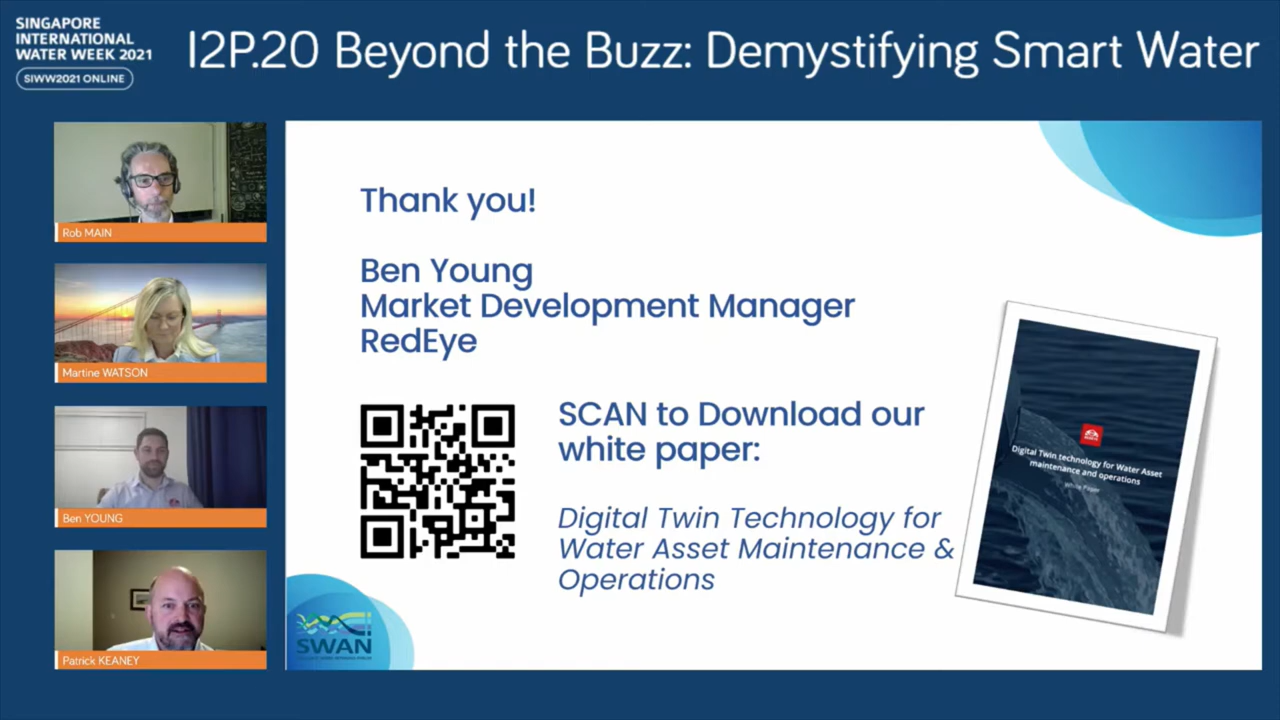 SINGAPORE
INTERNATIONAL
WATER WEEK 2021
SIWW2021 ONLINE
I2P.20 Beyond the Buzz: Demystifying Smart Water
Rob MAIN
Martine WATSON
Ben YOUNG
Patrick KEANEY
Thank you!
Ben Young
Market Development Manager
RedEye
SCAN to Download our
white paper:
Digital Twin Technology for
Water Asset Maintenance &
Operations
Digital Twin technology for Water Asset
maintenance and operations
White Paper
SWAN